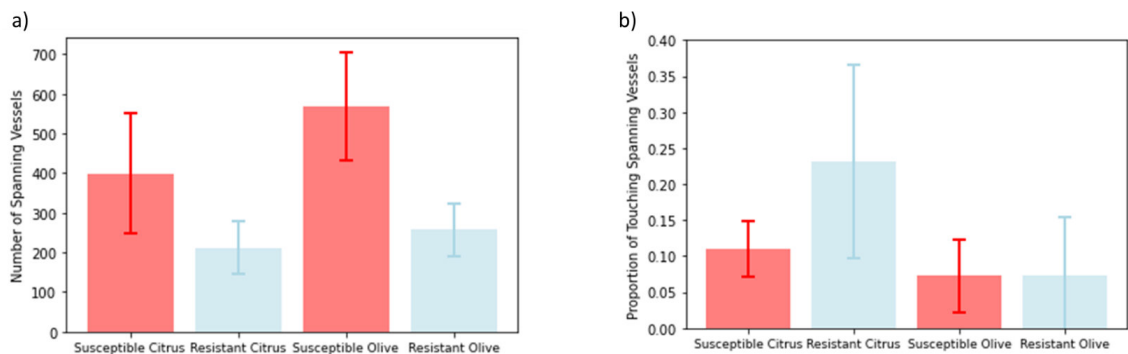 a)
Number of Spanning Vessels
700
600
500
400
300
200
100
0
Susceptible Citrus Resistant Citrus Susceptible Olive Resistant Olive
b)
Proportion of Touching Spanning Vessels
0.40
0.35
0.30
0.25
0.20
0.15
0.10
0.05
0.00
Susceptible Citrus Resistant Citrus Susceptible Olive Resistant Olive